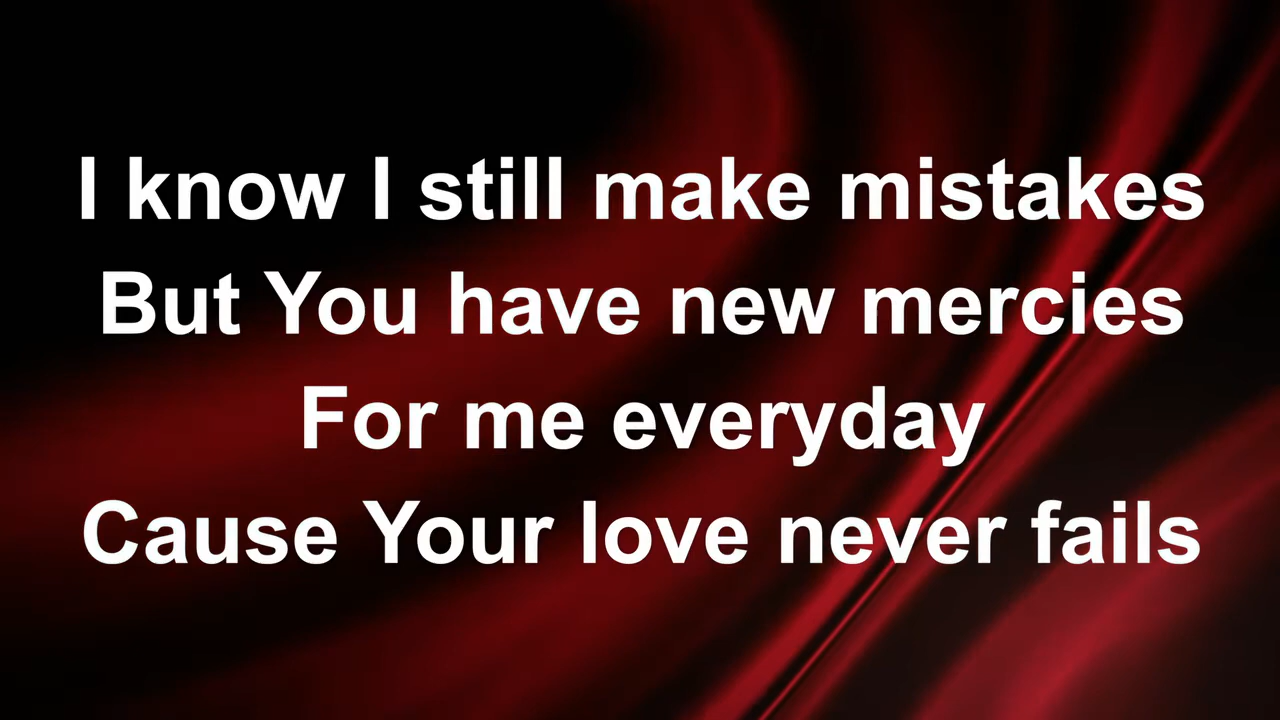 I know I still make mistakes
But You have new mercies
For me everyday
Cause Your love never fails